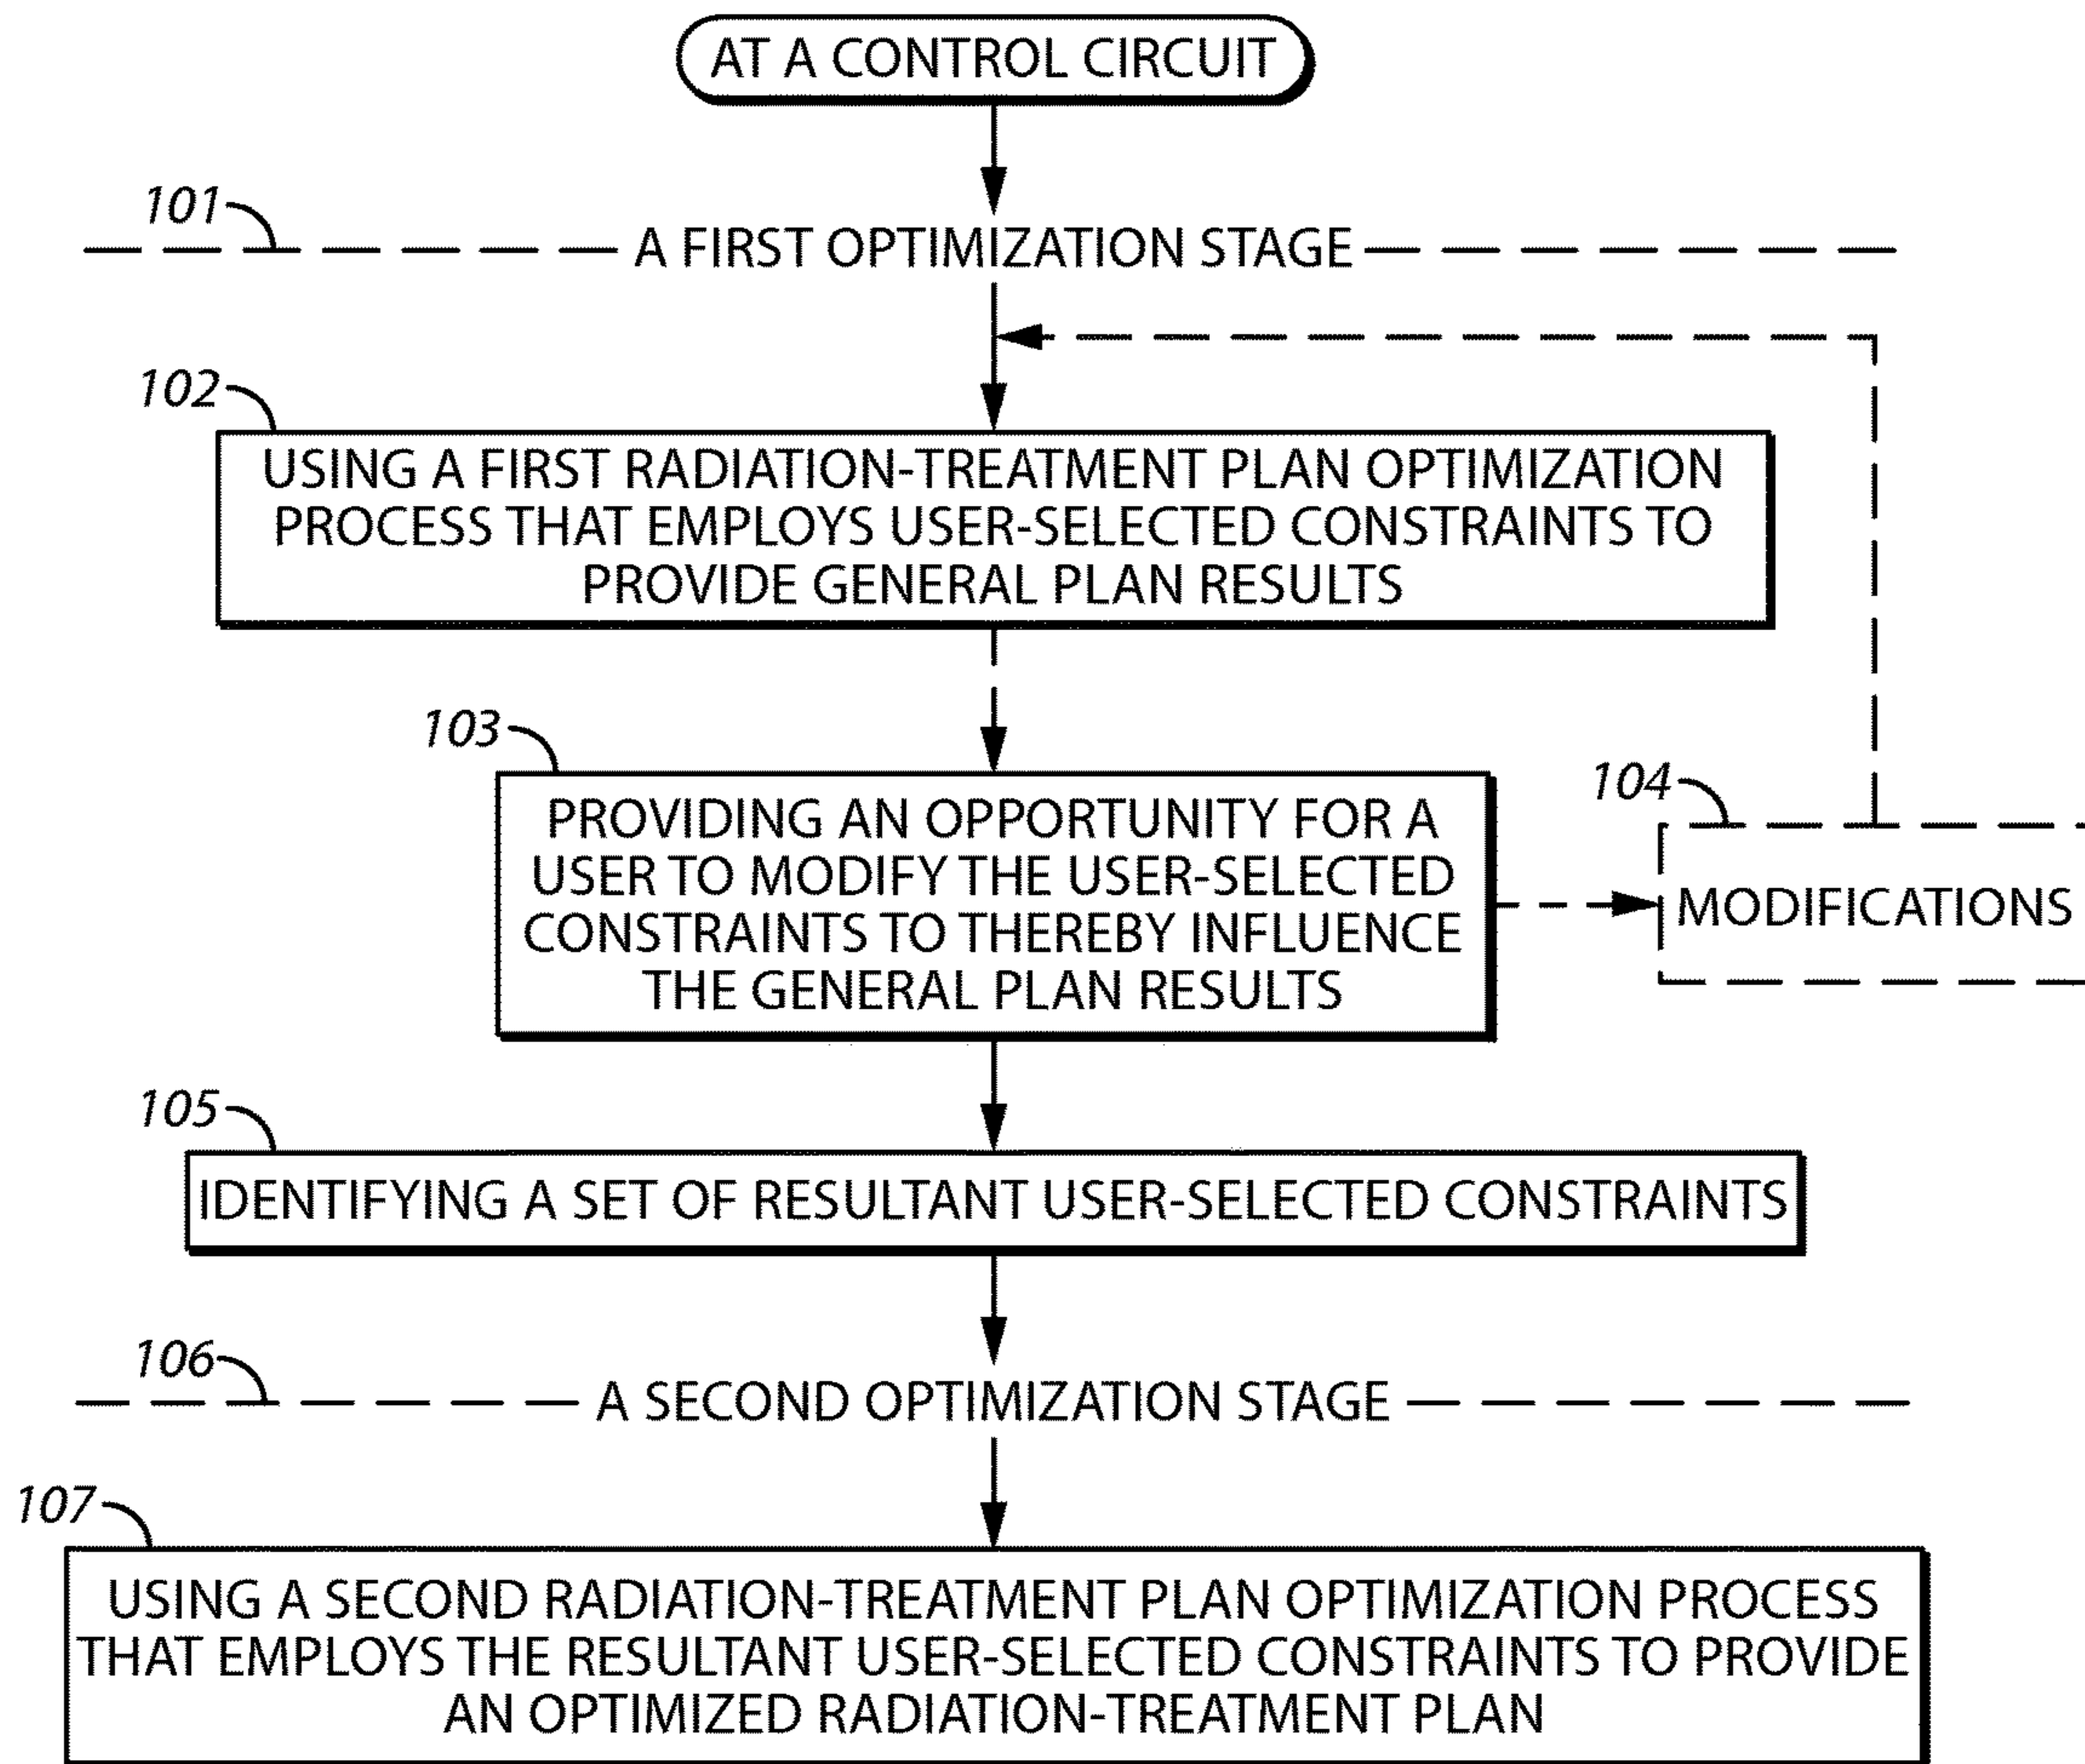 AT A CONTROL CIRCUIT
101
A FIRST OPTIMIZATION STAGE
102
USING A FIRST RADIATION-TREATMENT PLAN OPTIMIZATION
PROCESS THAT EMPLOYS USER-SELECTED CONSTRAINTS TO
PROVIDE GENERAL PLAN RESULTS
103
PROVIDING AN OPPORTUNITY FOR A
USER TO MODIFY THE USER-SELECTED
CONSTRAINTS TO THEREBY INFLUENCE
THE GENERAL PLAN RESULTS
104
MODIFICATIONS
105
IDENTIFYING A SET OF RESULTANT USER-SELECTED CONSTRAINTS
106
A SECOND OPTIMIZATION STAGE
107
USING A SECOND RADIATION-TREATMENT PLAN OPTIMIZATION PROCESS
THAT EMPLOYS THE RESULTANT USER-SELECTED CONSTRAINTS TO PROVIDE
AN OPTIMIZED RADIATION-TREATMENT PLAN